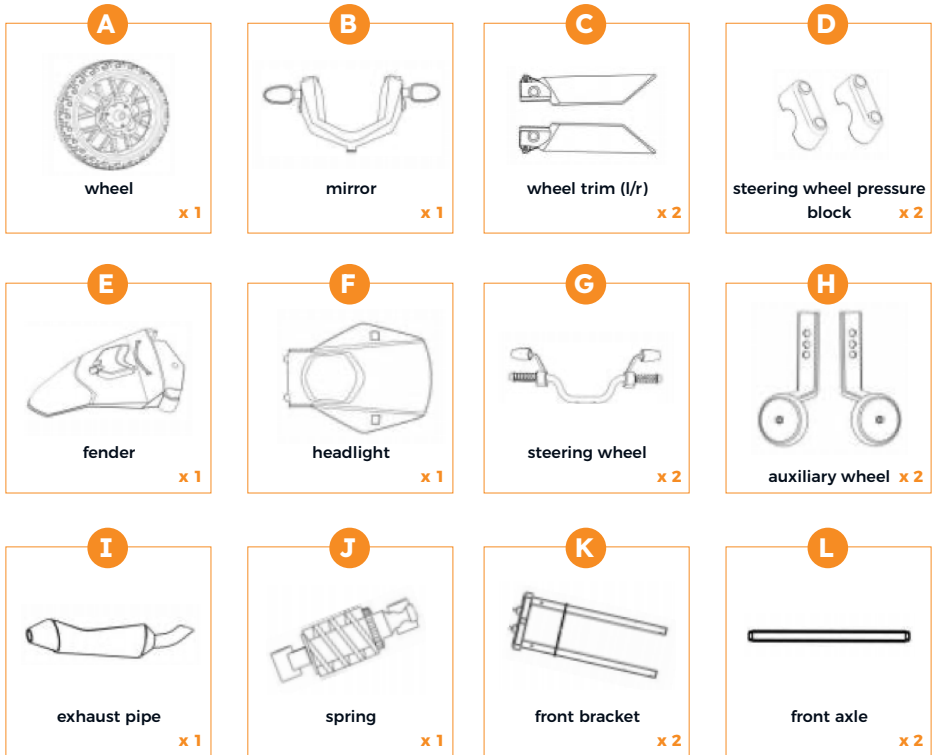 A
wheel
x 1
B
mirror
x 1
C
wheel trim (l/r)
x 2
D
steering wheel pressure
block x 2
E
fender
x 1
F
headlight
x 1
G
steering wheel
x 2
H
auxiliary wheel x 2
I
exhaust pipe
x 1
J
spring
x 1
K
front bracket
x 2
L
front axle
x 2